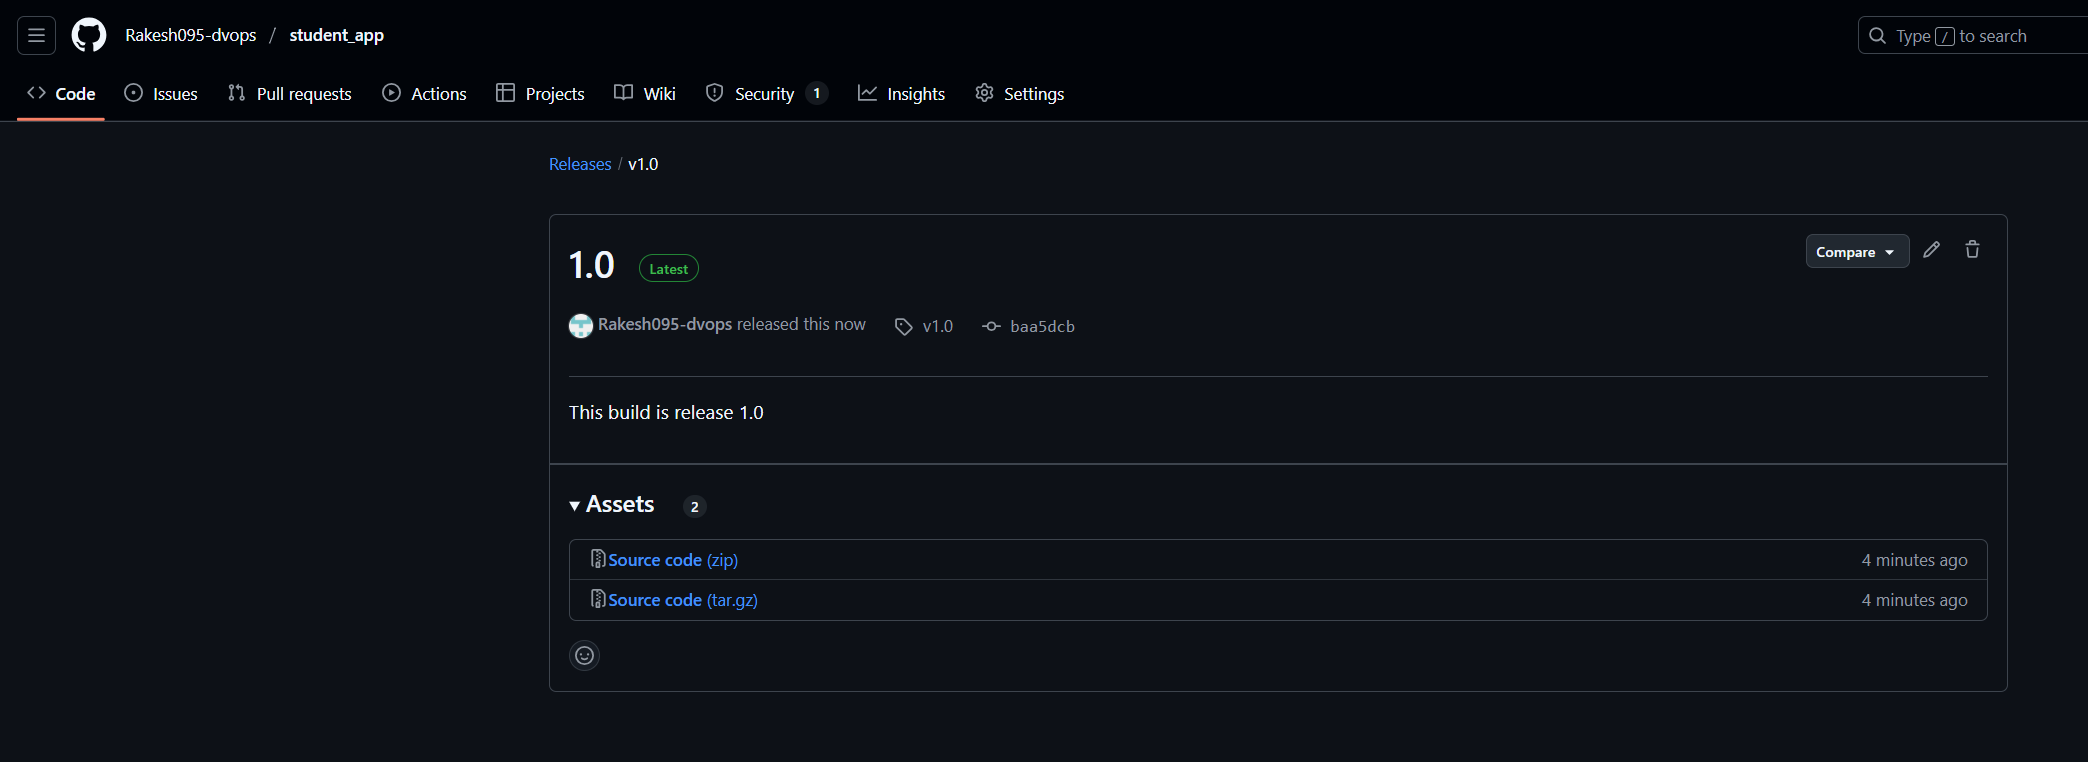 Rakesh095-dvops / student_app
Type / to search
Code Issues Pull requests Actions Projects Wiki Security 1 Insights Settings
Releases / v1.0
1.0 Latest
Compare
Rakesh095-dvops released this now v1.0 baa5dcb
This build is release 1.0
Assets 2
Source code (zip) 4 minutes ago
Source code (tar.gz) 4 minutes ago